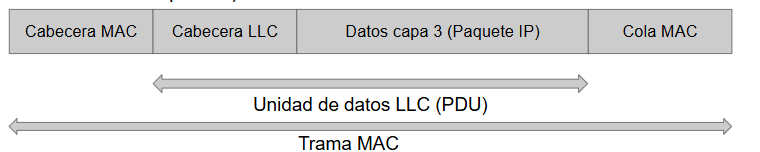 Cabecera MAC Cabecera LLC Datos capa 3 (Paquete IP) Cola MAC
Unidad de datos LLC (PDU)
Trama MAC